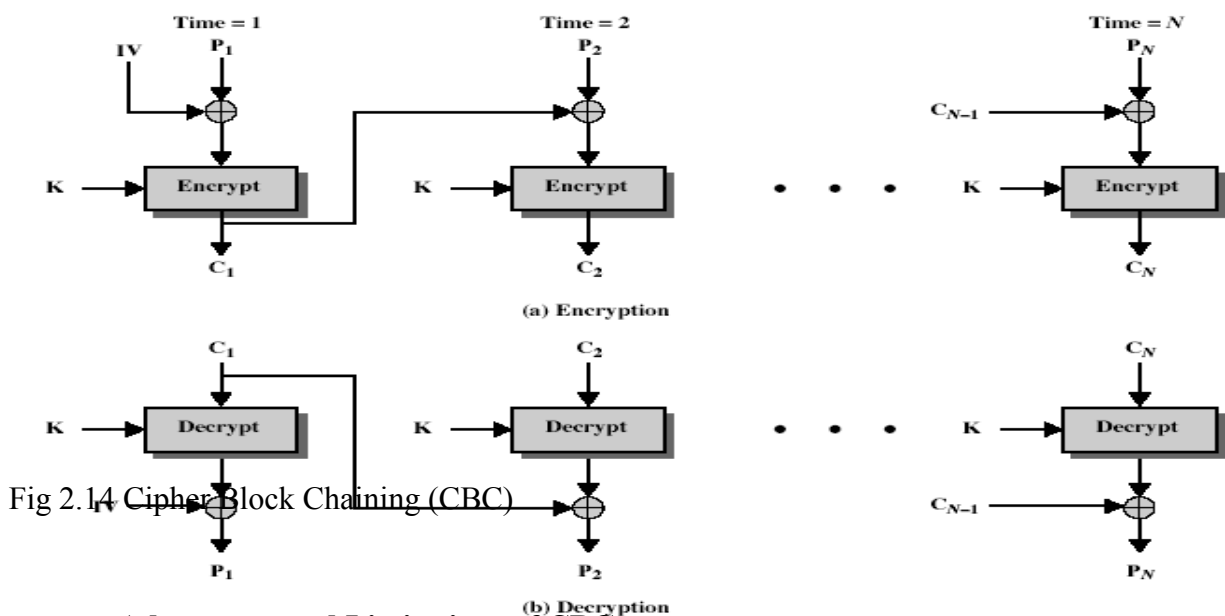 Time = 1 Time = 2 Time = N
IV P1 P2 PN
CN−1
K Encrypt K Encrypt • • • K Encrypt
C1 C2 CN
(a) Encryption
C1 C2 CN
K Decrypt K Decrypt • • • K Decrypt
Fig 2.14 Cipher Block Chaining (CBC)
IV CN−1
P1 P2 PN
(b) Decryption